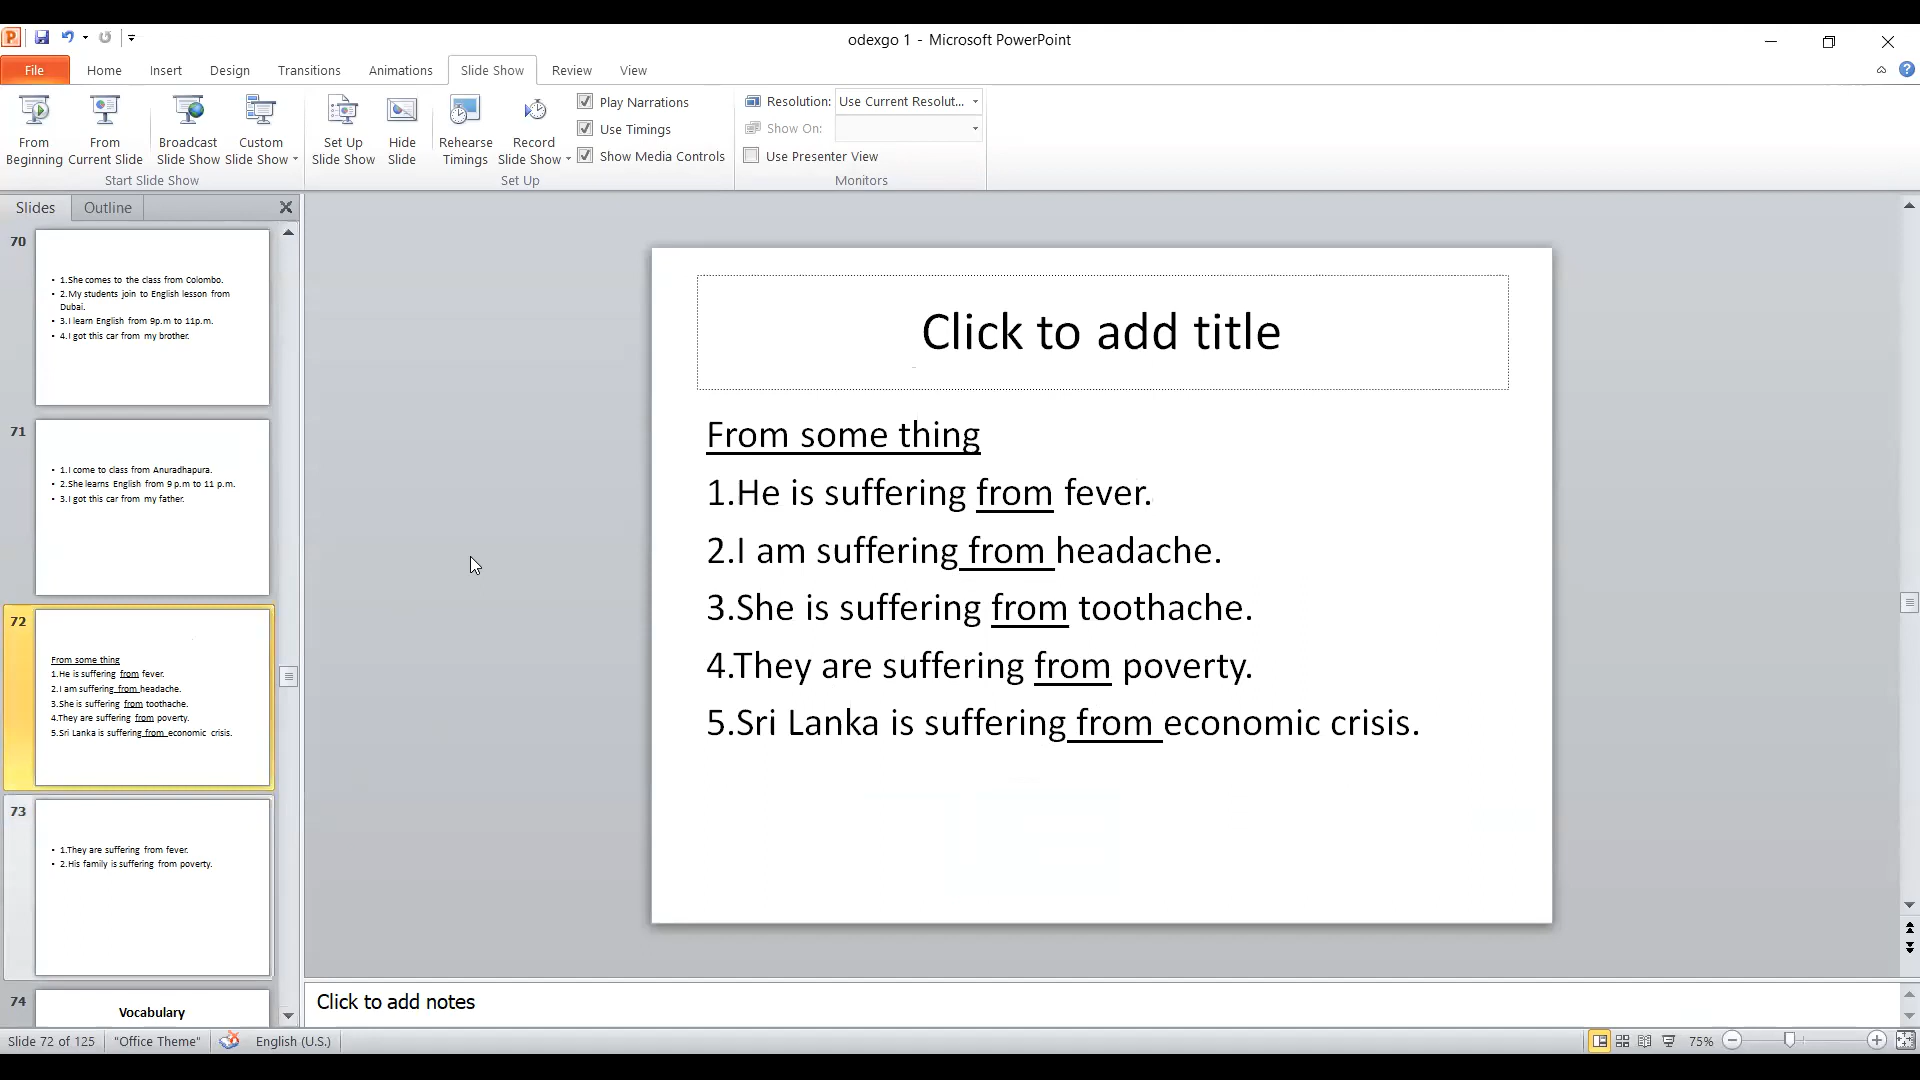 odexgo 1 - Microsoft PowerPoint
File Home Insert Design Transitions Animations Slide Show Review View
From Beginning
From Current Slide
Broadcast Slide Show
Custom Slide Show
Start Slide Show
Set Up Slide Show
Hide Slide
Rehearse Timings
Record Slide Show
Play Narrations
Use Timings
Show Media Controls
Set Up
Resolution: Use Current Resolut...
Show On:
Use Presenter View
Monitors
Slides Outline
70
• 1.She comes to the class from Colombo.
• 2.My students join to English lesson from
Dubai.
• 3.I learn English from 9p.m to 11p.m.
• 4.I got this car from my brother.
71
• 1.I come to class from Anuradhapura.
• 2.She learns English from 9 p.m to 11 p.m.
• 3.I got this car from my father.
72
From some thing
1.He is suffering from fever.
2.I am suffering from headache.
3.She is suffering from toothache.
4.They are suffering from poverty.
5.Sri Lanka is suffering from economic crisis.
73
• 1.They are suffering from fever.
• 2.His family is suffering from poverty.
74
Vocabulary
Click to add title
From some thing
1.He is suffering from fever.
2.I am suffering from headache.
3.She is suffering from toothache.
4.They are suffering from poverty.
5.Sri Lanka is suffering from economic crisis.
Click to add notes
Slide 72 of 125 "Office Theme" English (U.S.) 75%